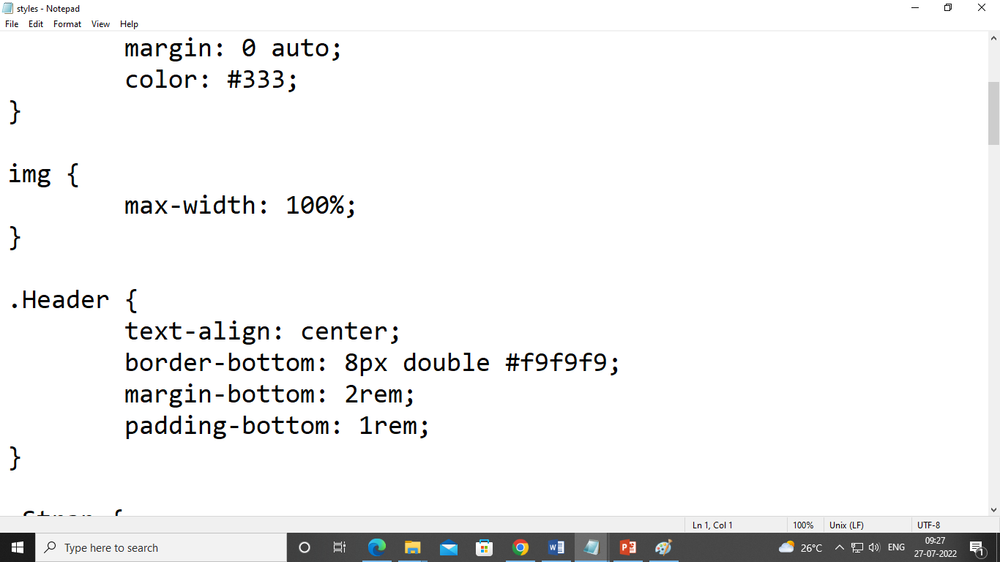 styles - Notepad
File Edit Format View Help
margin: 0 auto;
color: #333;
}
img {
max-width: 100%;
}
.Header {
text-align: center;
border-bottom: 8px double #f9f9f9;
margin-bottom: 2rem;
padding-bottom: 1rem;
}
Ln 1, Col 1 100% Unix (LF) UTF-8
Type here to search
26°C ENG
09:27
27-07-2022
1